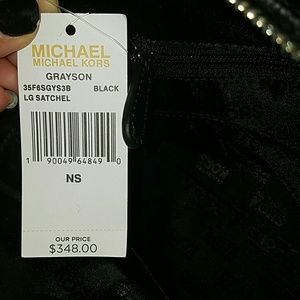 MICHAEL
MICHAEL KORS
GRAYSON
35F6SGYS3B BLACK
LG SATCHEL
1 90049 64849 0
NS
OUR PRICE
$348.00